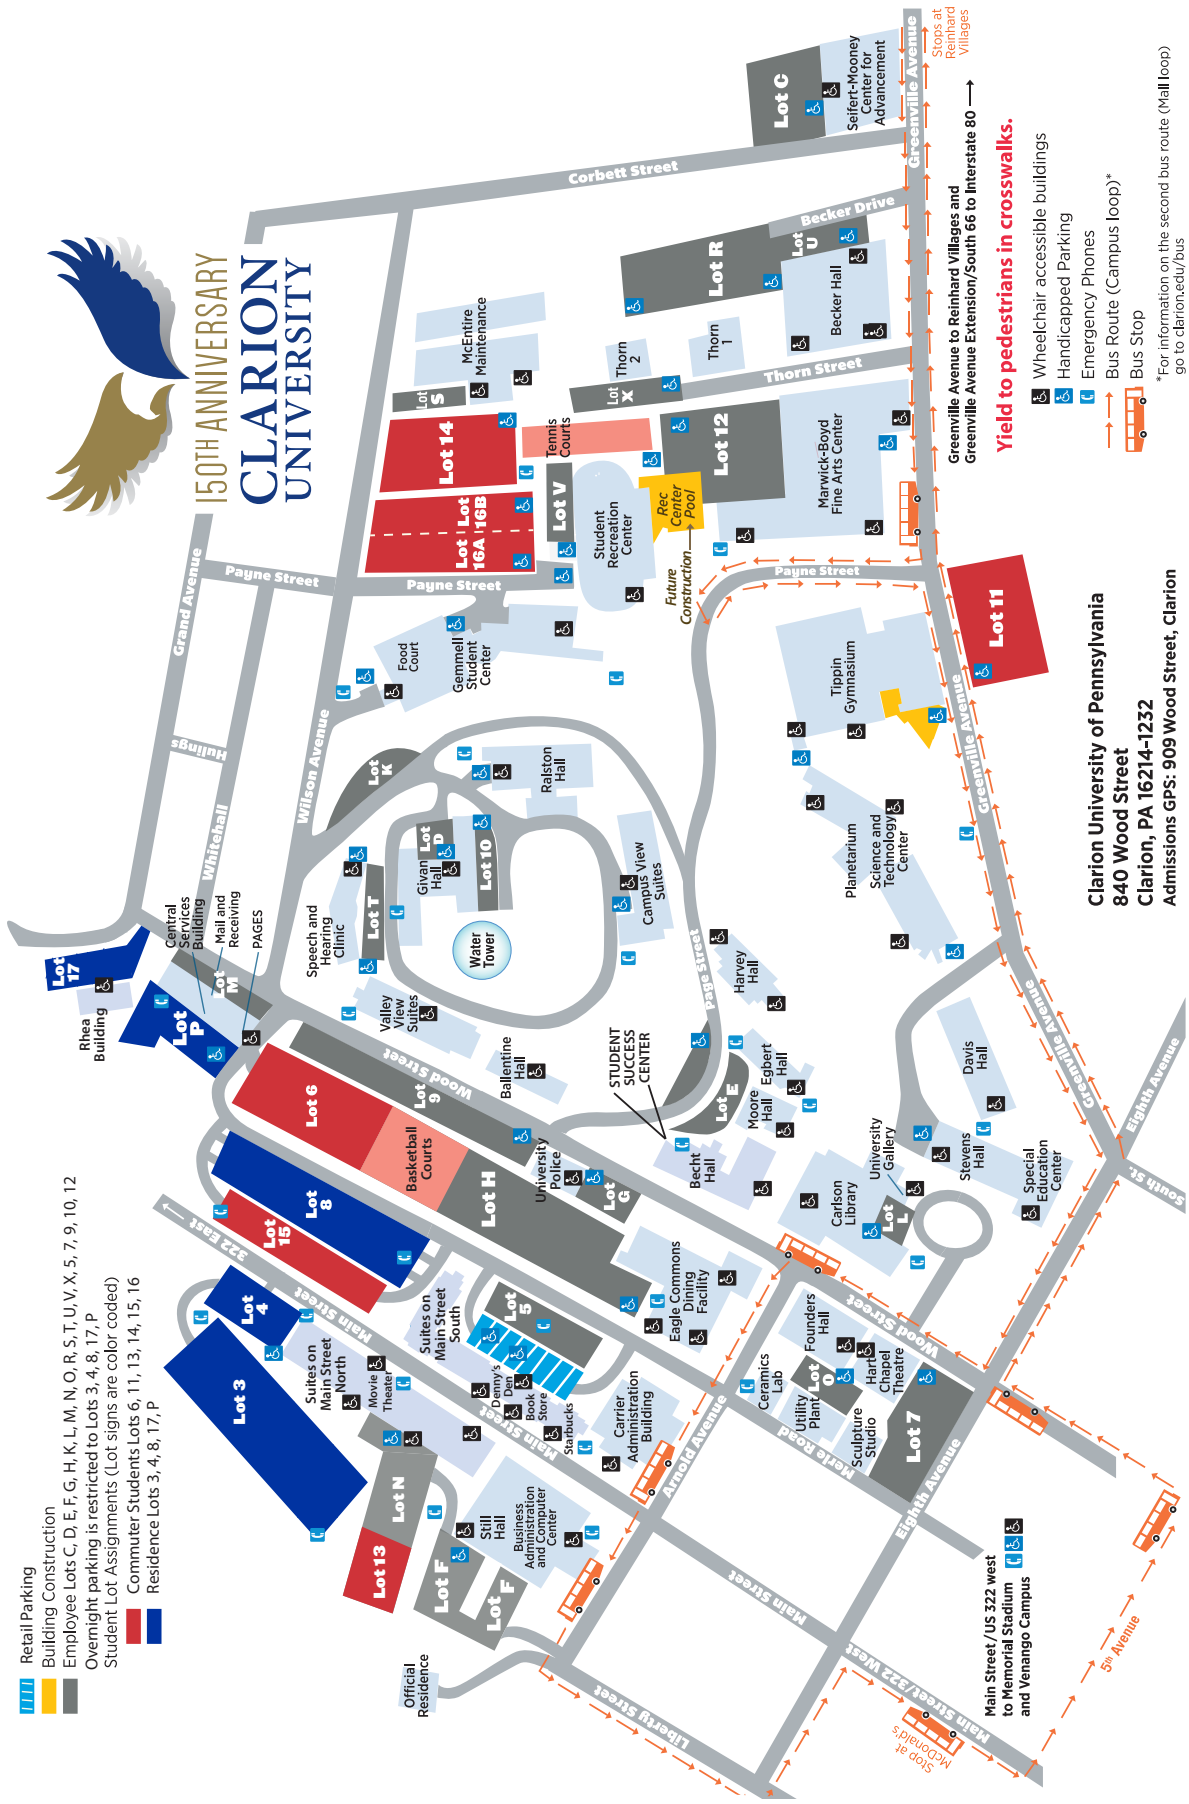 150TH ANNIVERSARY
CLARION
UNIVERSITY
Retail Parking
Building Construction
Employee Lots C, D, E, F, G, H, K, L, M, N, O, R, S, T, U, V, X, 5, 7, 9, 10, 12
Overnight parking is restricted to Lots 3, 4, 8, 17, P
Student Lot Assignments (Lot signs are color coded)
Commuter Students Lots 6, 11, 13, 14, 15, 16
Residence Lots 3, 4, 8, 17, P
Grand Avenue
Payne Street
Hulings
Whitehall
Wilson Avenue
Corbett Street
Lot C
Seifert-Mooney
Center for
Advancement
Greenville Avenue
Stops at
Reinhard
Villages
Becker Drive
Lot R
Lot
U
Becker Hall
McEntire
Maintenance
Lot
S
Thorn
2
Thorn
1
Lot
X
Thorn Street
Lot 14
Tennis
Courts
Lot 12
Marwick-Boyd
Fine Arts Center
Lot
16A
Lot
16B
Lot V
Student
Recreation
Center
Rec
Center
Pool
Future
Construction
Payne Street
Payne Street
Food
Court
Gemmell
Student
Center
Tippin
Gymnasium
Lot 11
Greenville Avenue
Lot
K
Ralston
Hall
Lot
D
Givan
Hall
Lot 10
Lot T
Speech and
Hearing
Clinic
Water
Tower
Campus View
Suites
Planetarium
Science and
Technology
Center
Central
Services
Building
Mail and
Receiving
PAGES
Lot
17
Rhea
Building
Lot
P
Lot
M
Valley
View
Suites
Ballentine
Hall
Page Street
Harvey
Hall
STUDENT
SUCCESS
CENTER
Lot
E
Egbert
Hall
Moore
Hall
Becht
Hall
Davis
Hall
Greenville Avenue
Wood Street
Lot 6
Lot
9
Basketball
Courts
Lot H
University
Police
Lot
G
Lot
8
Lot
15
322 East
Main Street
Lot
4
Lot 3
Suites on
Main Street
South
Suites on
Main Street
North
Movie
Theater
Lot
5
Eagle Commons
Dining
Facility
Carlson
Library
University
Gallery
Lot
L
Stevens
Hall
Special
Education
Center
Eighth Avenue
South St.
Denny's
Den
Book
Store
Starbucks
Main Street
Carrier
Administration
Building
Founders
Hall
Wood Street
Ceramics
Lab
Lot
O
Hart
Chapel
Theatre
Utility
Plant
Sculpture
Studio
Merle Road
Lot 7
Arnold Avenue
Eighth Avenue
Lot N
Lot 13
Lot F
Lot
F
Still
Hall
Business
Administration
and Computer
Center
Official
Residence
Liberty Street
Main Street
Main Street/322 West
Stop at
McDonald's
5th Avenue
Main Street/US 322 west
to Memorial Stadium
and Venango Campus
Greenville Avenue to Reinhard Villages and
Greenville Avenue Extension/South 66 to Interstate 80
Yield to pedestrians in crosswalks.
Wheelchair accessible buildings
Handicapped Parking
C Emergency Phones
Bus Route (Campus loop)*
Bus Stop
*For information on the second bus route (Mall loop)
go to clarion.edu/bus
Clarion University of Pennsylvania
840 Wood Street
Clarion, PA 16214-1232
Admissions GPS: 909 Wood Street, Clarion